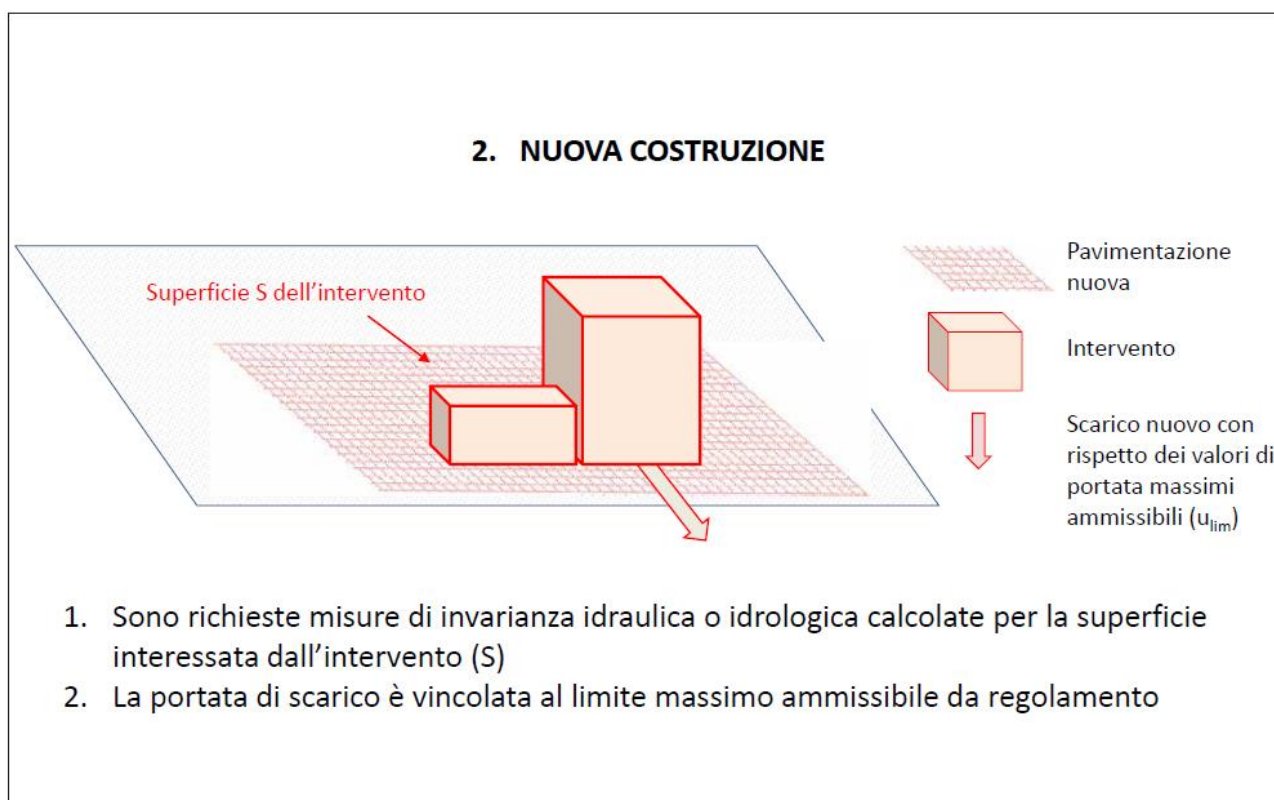 2. NUOVA COSTRUZIONE
Superficie S dell'intervento
Pavimentazione
nuova
Intervento
Scarico nuovo con
rispetto dei valori di
portata massimi
ammissibili (u_lim)
1. Sono richieste misure di invarianza idraulica o idrologica calcolate per la superficie
interessata dall'intervento (S)
2. La portata di scarico è vincolata al limite massimo ammissibile da regolamento